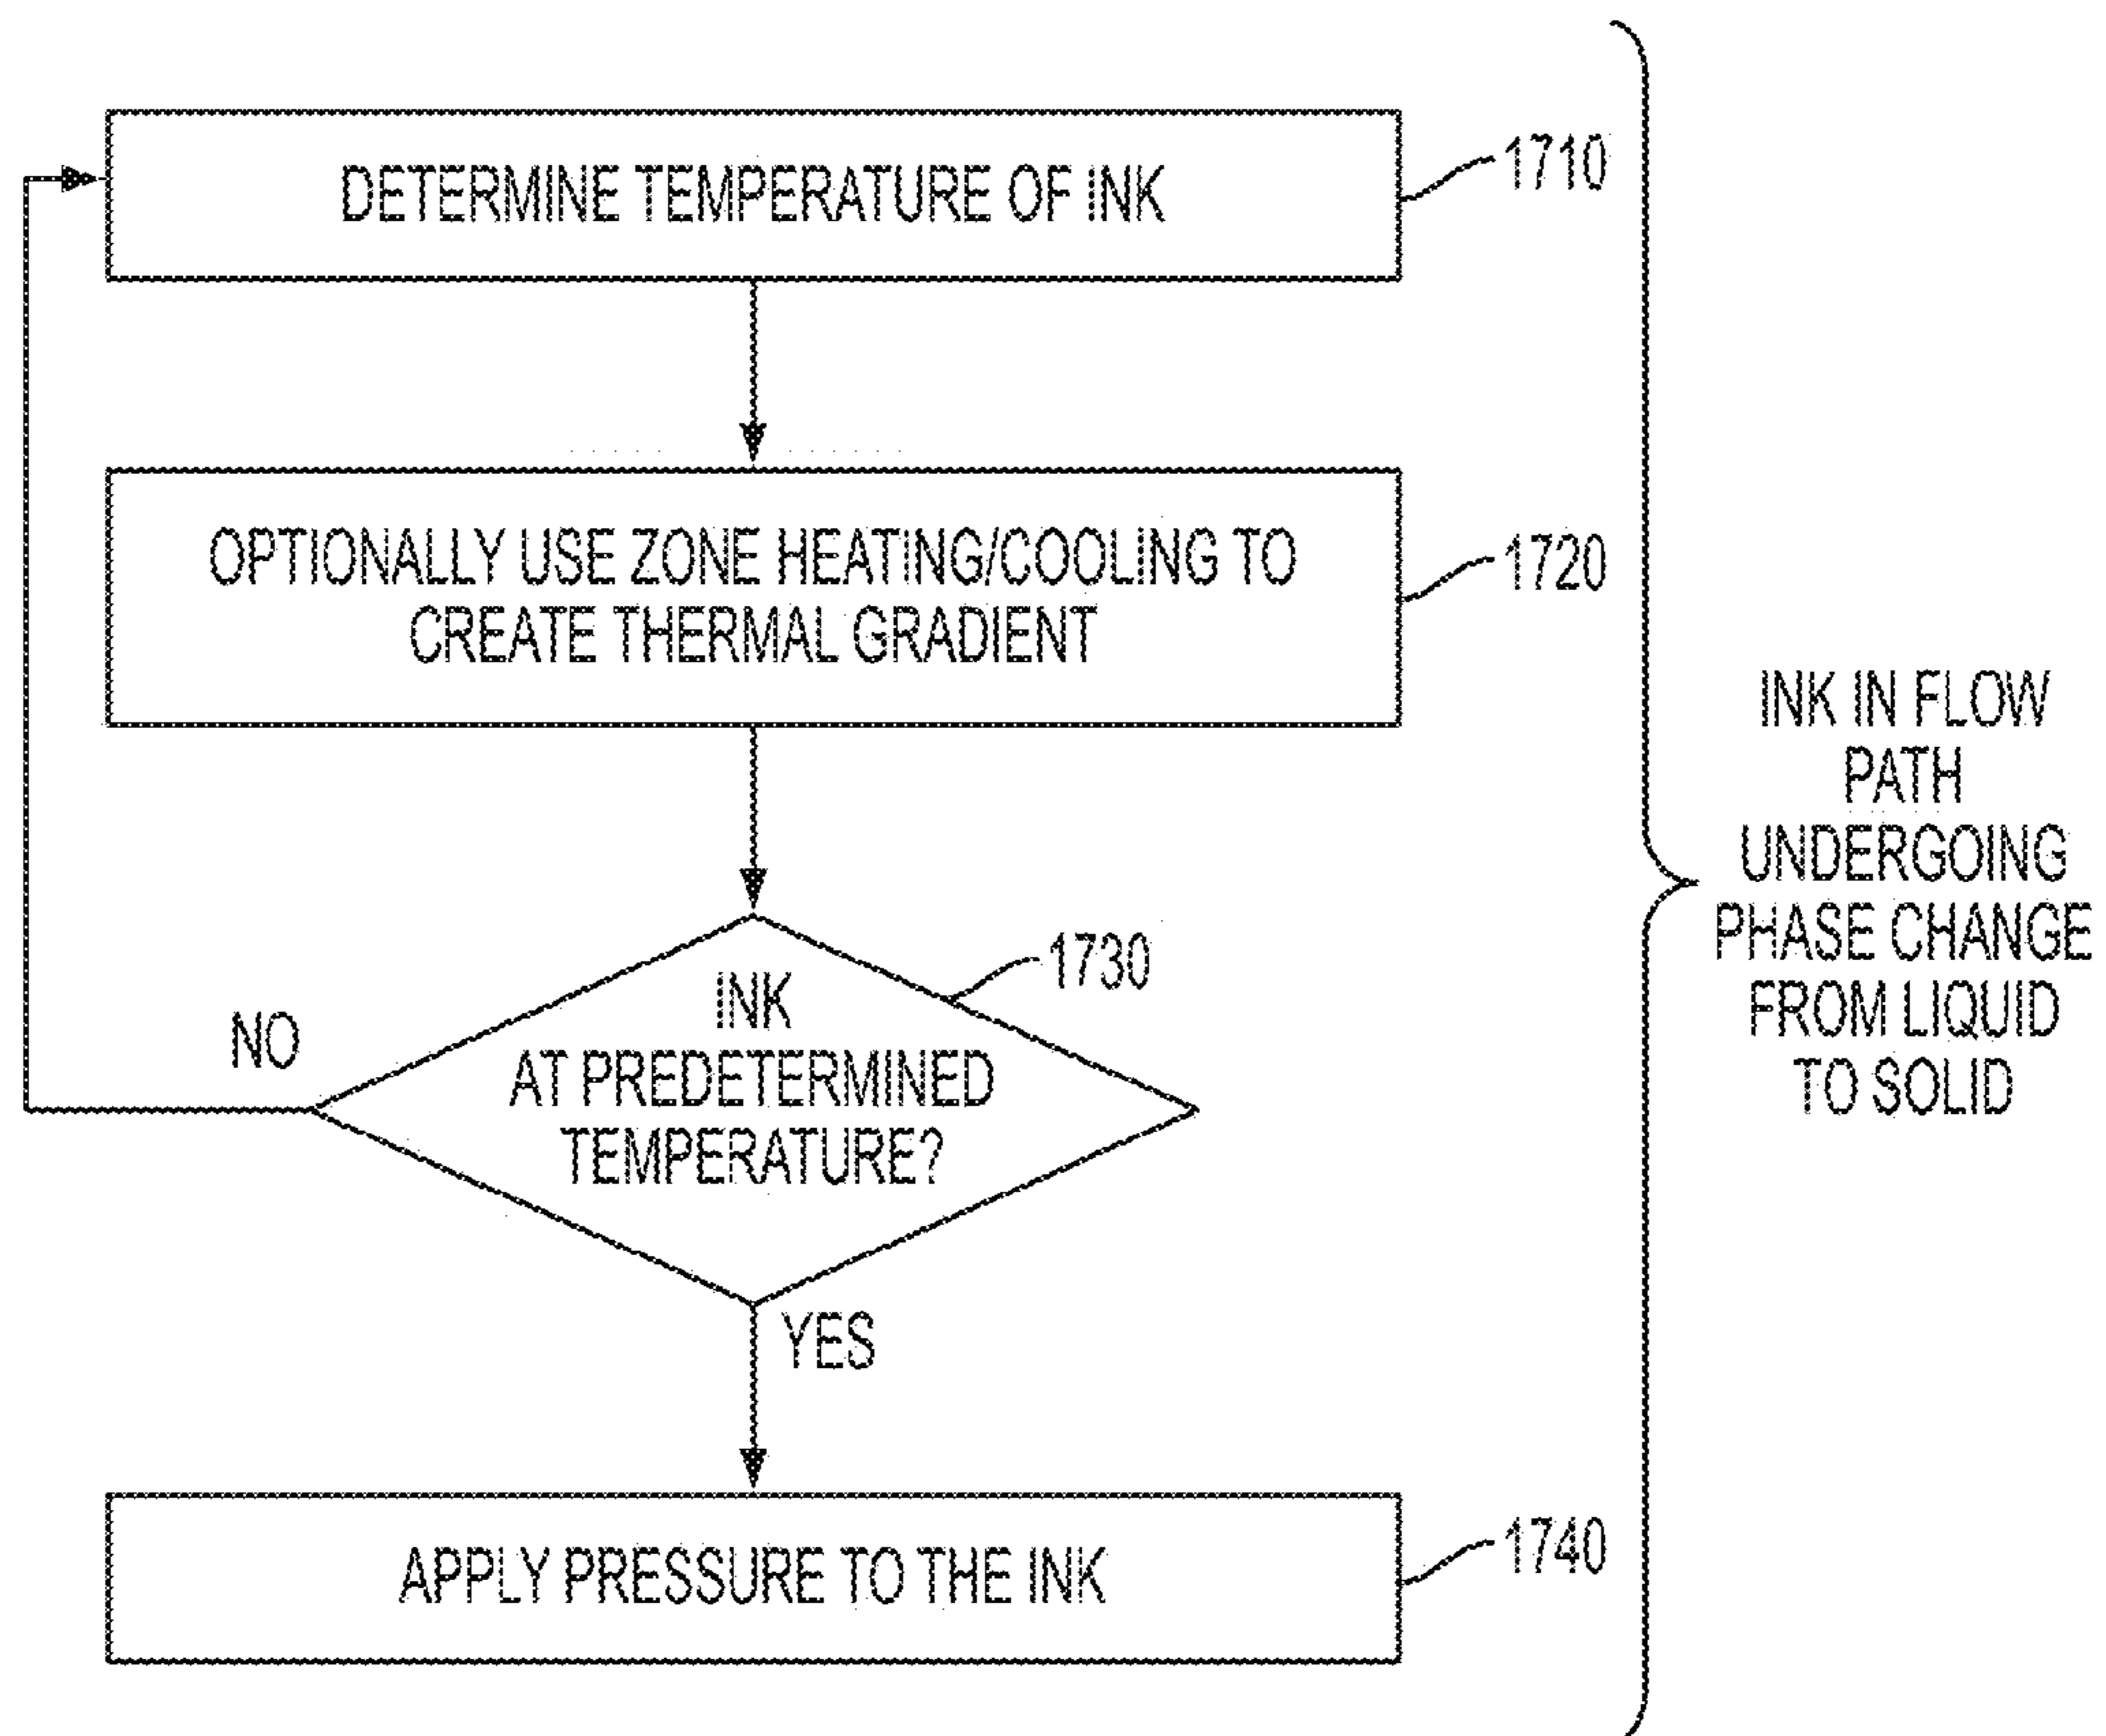 DETERMINE TEMPERATURE OF INK
1710
OPTIONALLY USE ZONE HEATING/COOLING TO
CREATE THERMAL GRADIENT
1720
1730
INK
AT PREDETERMINED
TEMPERATURE?
NO
YES
APPLY PRESSURE TO THE INK
1740
INK IN FLOW
PATH
UNDERGOING
PHASE CHANGE
FROM LIQUID
TO SOLID